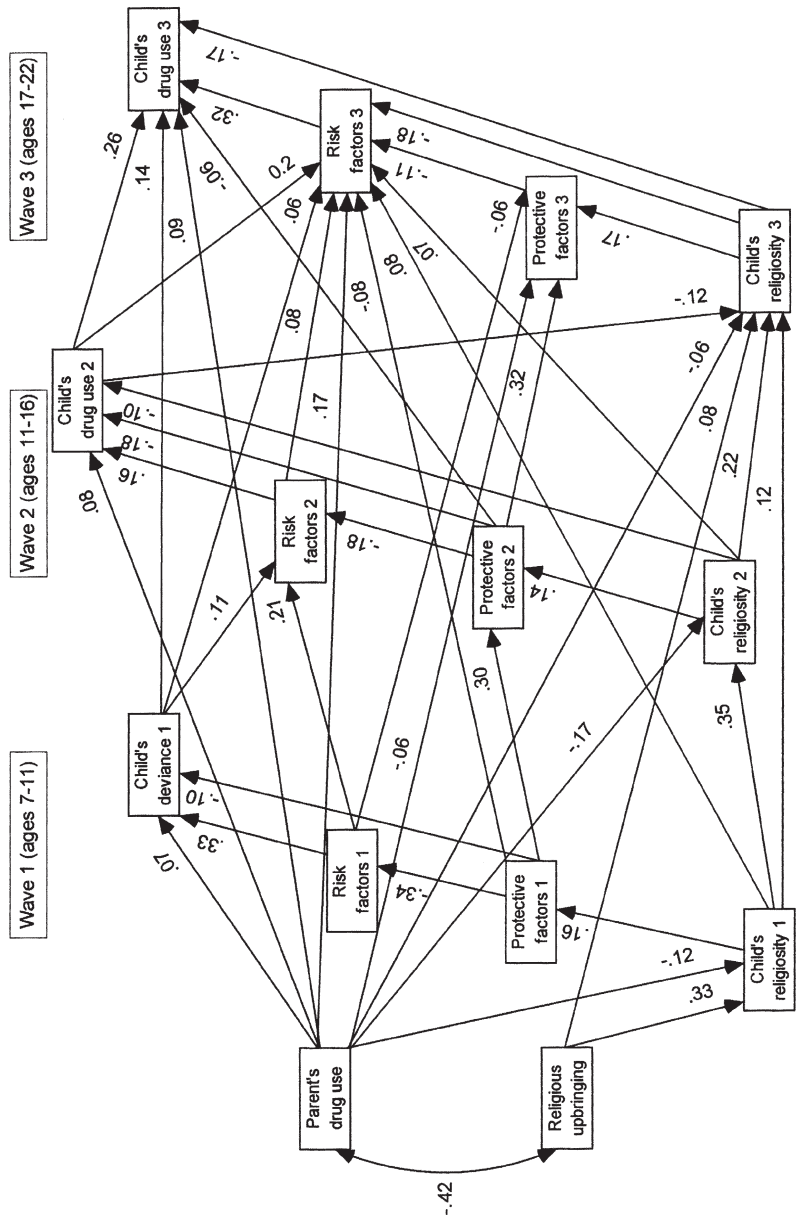 Wave 1 (ages 7-11)
Wave 2 (ages 11-16)
Wave 3 (ages 17-22)
Child's
drug use 2
Child's
deviance 1
Child's
drug use 3
Risk
factors 1
Risk
factors 2
Risk
factors 3
Parent's
drug use
Protective
factors 1
Protective
factors 2
Protective
factors 3
Religious
upbringing
Child's
religiosity 1
Child's
religiosity 2
Child's
religiosity 3
-.42
.07
.08
.33
-.10
-.34
.16
-.12
.33
-.06
.30
-.17
.35
.11
.21
.16
-.18
-.10
-.18
.14
.26
.14
.09
-.06
0.2
.06
.08
.17
-.08
.08
.07
-.06
.32
-.12
-.06
.08
.22
.12
.32
-.17
-.18
-.11
.17